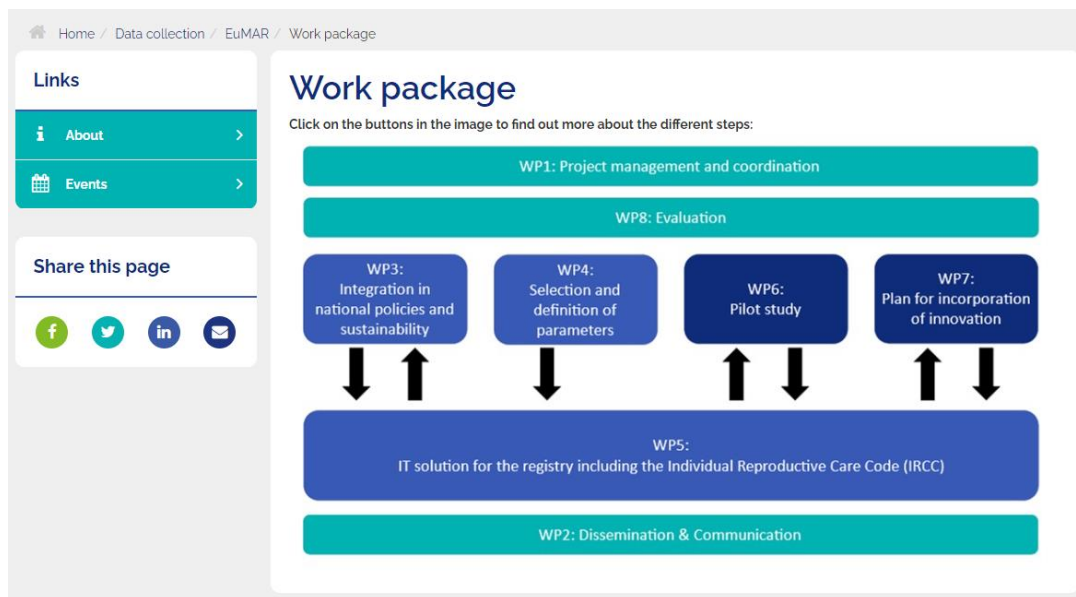 Home / Data collection / EuMAR / Work package
Links
About
Events
Share this page
Work package
Click on the buttons in the image to find out more about the different steps:
WP1: Project management and coordination
WP8: Evaluation
WP3:
Integration in
national policies and
sustainability
WP4:
Selection and
definition of
parameters
WP6:
Pilot study
WP7:
Plan for incorporation
of innovation
WP5:
IT solution for the registry including the Individual Reproductive Care Code (IRCC)
WP2: Dissemination & Communication